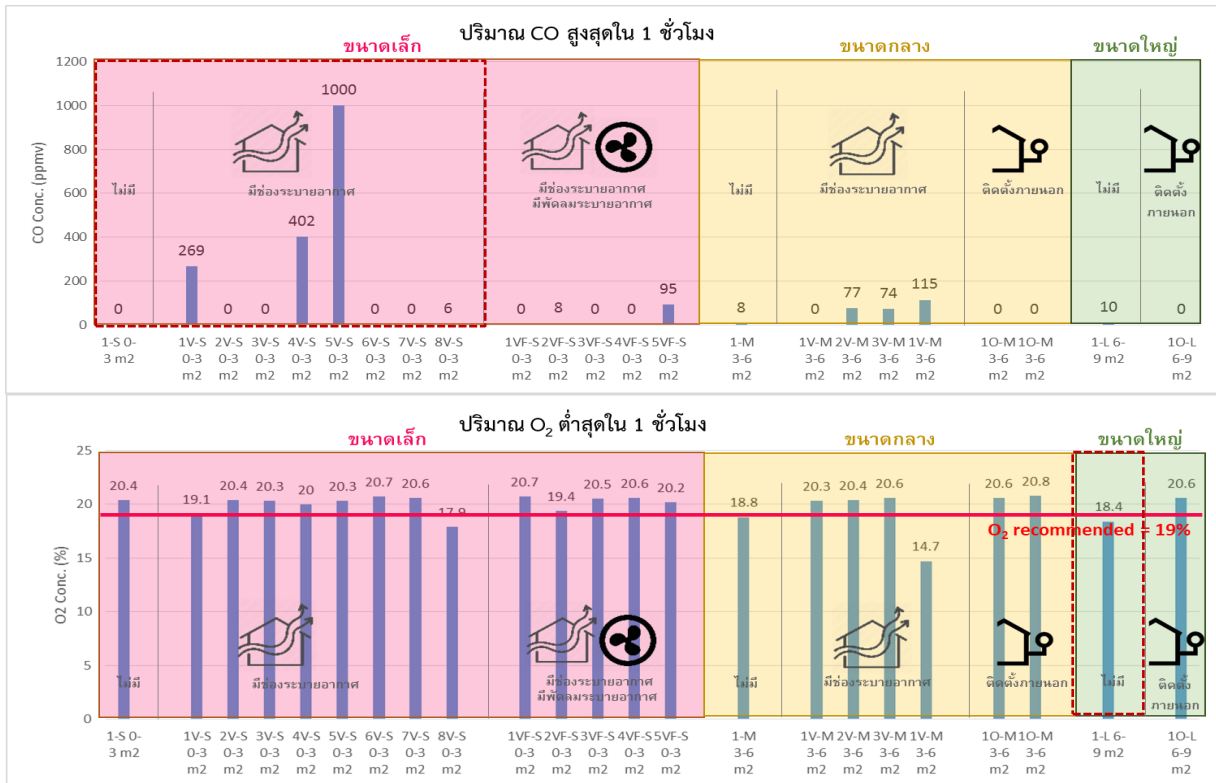 ปริมาณ CO สูงสุดใน 1 ชั่วโมง
ขนาดเล็ก ขนาดกลาง ขนาดใหญ่
CO Conc. (ppmv)
1200
1000
800
600
400
200
0
ไม่มี
มีช่องระบายอากาศ
มีช่องระบายอากาศ
มีพัดลมระบายอากาศ
ไม่มี
มีช่องระบายอากาศ
ติดตั้งภายนอก
ไม่มี
ติดตั้ง
ภายนอก
0 269 0 0 402 1000 0 0 6 0 8 0 0 95 8 0 77 74 115 0 0 10 0
1-S 0- 1V-S 2V-S 3V-S 4V-S 5V-S 6V-S 7V-S 8V-S 1VF-S 2VF-S 3VF-S 4VF-S 5VF-S 1-M 1V-M 2V-M 3V-M 1V-M 1O-M 1O-M 1-L 6- 1O-L
3 m2 0-3 0-3 0-3 0-3 0-3 0-3 0-3 0-3 0-3 0-3 0-3 0-3 0-3 3-6 3-6 3-6 3-6 3-6 3-6 3-6 9 m2 6-9
m2 m2 m2 m2 m2 m2 m2 m2 m2 m2 m2 m2 m2 m2 m2 m2 m2 m2 m2 m2 m2
ปริมาณ O₂ ต่ำสุดใน 1 ชั่วโมง
ขนาดเล็ก ขนาดกลาง ขนาดใหญ่
O2 Conc. (%)
25
20
15
10
5
0
20.4 19.1 20.4 20.3 20 20.3 20.7 20.6 17.9 20.7 19.4 20.5 20.6 20.2 18.8 20.3 20.4 20.6 14.7 20.6 20.8 18.4 20.6
O₂ recommended = 19%
ไม่มี
มีช่องระบายอากาศ
มีช่องระบายอากาศ
มีพัดลมระบายอากาศ
ไม่มี
มีช่องระบายอากาศ
ติดตั้งภายนอก
ไม่มี
ติดตั้ง
ภายนอก
1-S 0- 1V-S 2V-S 3V-S 4V-S 5V-S 6V-S 7V-S 8V-S 1VF-S 2VF-S 3VF-S 4VF-S 5VF-S 1-M 1V-M 2V-M 3V-M 1V-M 1O-M 1O-M 1-L 6- 1O-L
3 m2 0-3 0-3 0-3 0-3 0-3 0-3 0-3 0-3 0-3 0-3 0-3 0-3 0-3 3-6 3-6 3-6 3-6 3-6 3-6 3-6 9 m2 6-9
m2 m2 m2 m2 m2 m2 m2 m2 m2 m2 m2 m2 m2 m2 m2 m2 m2 m2 m2 m2 m2